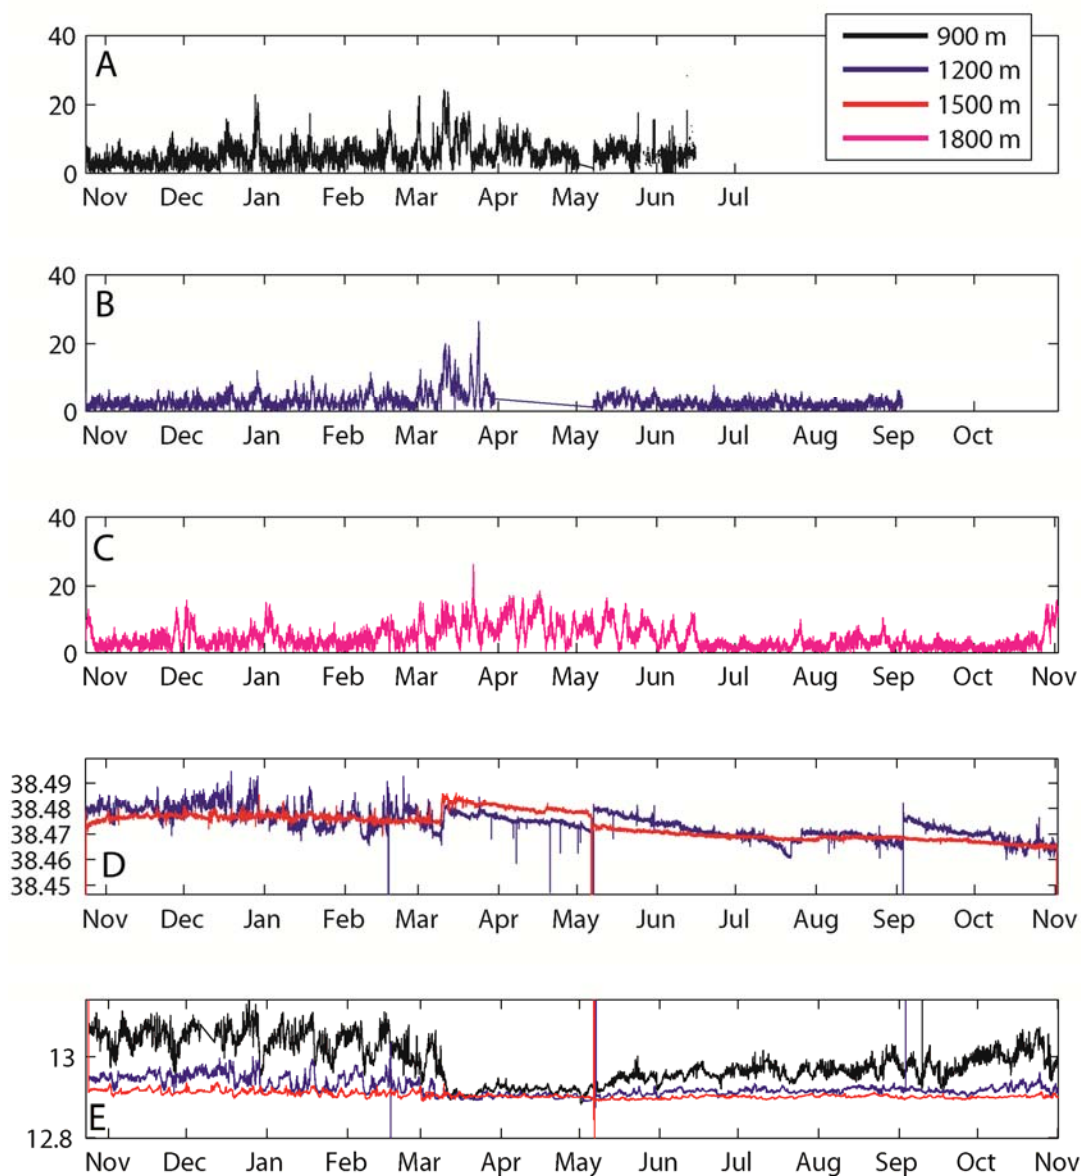 40
20
0
A
900 m
1200 m
1500 m
1800 m
Nov Dec Jan Feb Mar Apr May Jun Jul
40
20
0
B
Nov Dec Jan Feb Mar Apr May Jun Jul Aug Sep Oct
40
20
0
C
Nov Dec Jan Feb Mar Apr May Jun Jul Aug Sep Oct Nov
38.49
38.48
38.47
38.46
38.45
D
Nov Dec Jan Feb Mar Apr May Jun Jul Aug Sep Oct Nov
13
12.8
E
Nov Dec Jan Feb Mar Apr May Jun Jul Aug Sep Oct Nov